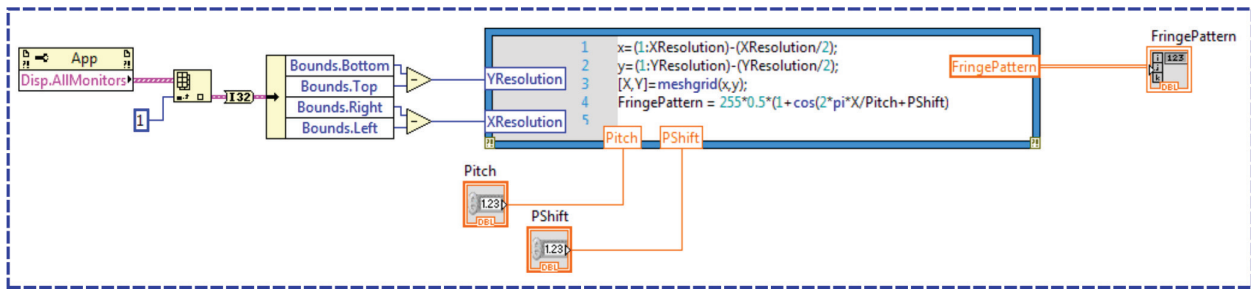 App
Disp.AllMonitors
1
I32
Bounds.Bottom
Bounds.Top
Bounds.Right
Bounds.Left
YResolution
XResolution
1 x=(1:XResolution)-(XResolution/2);
2 y=(1:YResolution)-(YResolution/2);
3 [X,Y]=meshgrid(x,y);
4 FringePattern = 255*0.5*(1+cos(2*pi*X/Pitch+PShift)
5
Pitch PShift
FringePattern
FringePattern
123
DBL
Pitch
1.23
DBL
PShift
1.23
DBL